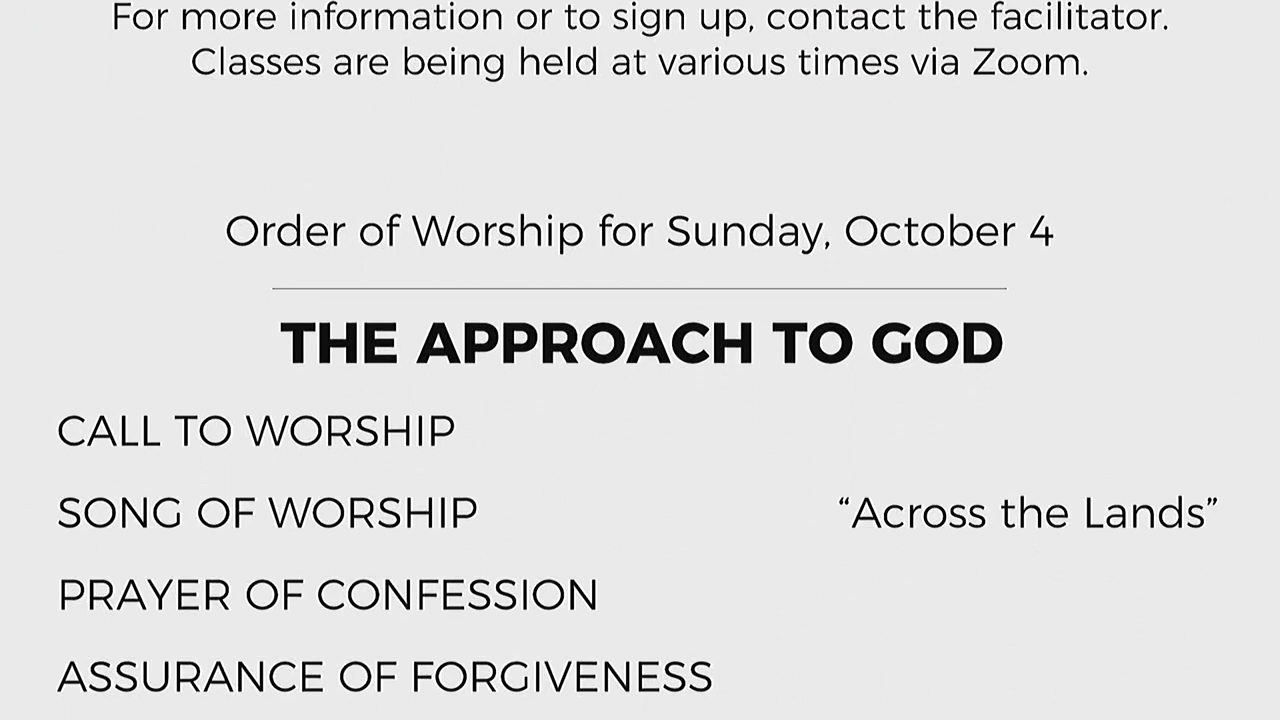 For more information or to sign up, contact the facilitator.
Classes are being held at various times via Zoom.
Order of Worship for Sunday, October 4
THE APPROACH TO GOD
CALL TO WORSHIP
SONG OF WORSHIP “Across the Lands”
PRAYER OF CONFESSION
ASSURANCE OF FORGIVENESS